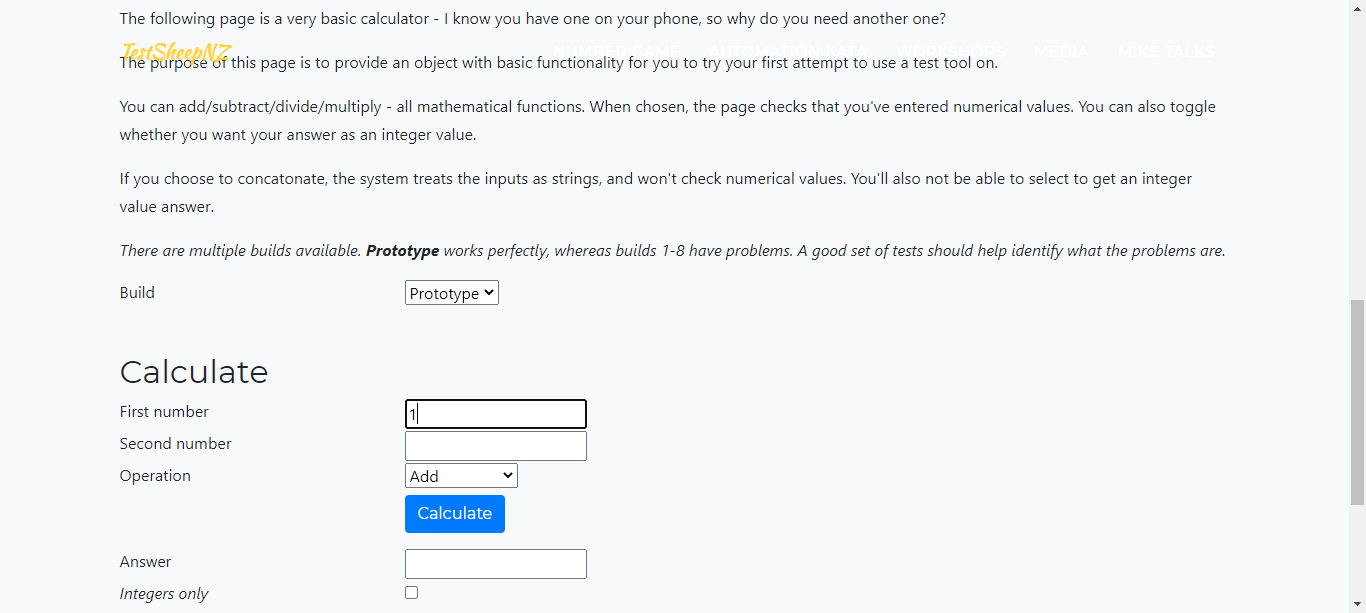 The following page is a very basic calculator - I know you have one on your phone, so why do you need another one?
TestSheepNZ NUMBER GAME AUTOMATION MEDIA MIKE TALKS
The purpose of this page is to provide an object with basic functionality for you to try your first attempt to use a test tool on.
You can add/subtract/divide/multiply - all mathematical functions. When chosen, the page checks that you've entered numerical values. You can also toggle
whether you want your answer as an integer value.
If you choose to concatonate, the system treats the inputs as strings, and won't check numerical values. You'll also not be able to select to get an integer
value answer.
There are multiple builds available. Prototype works perfectly, whereas builds 1-8 have problems. A good set of tests should help identify what the problems are.
Build Prototype
Calculate
First number 1
Second number
Operation Add
Calculate
Answer
Integers only